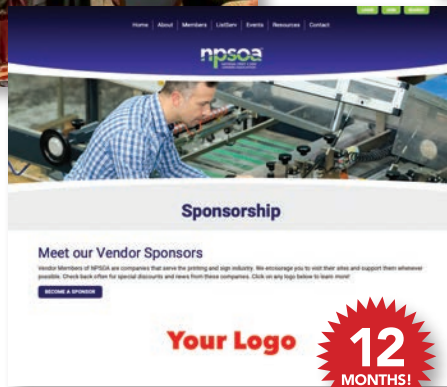 LOGIN JOIN SEARCH
Home About Members ListServ Events Resources Contact
npsoa
Sponsorship
Meet our Vendor Sponsors
Vendor Members of NPSOA are companies that serve the printing and sign industry. We encourage you to visit their sites and support them whenever
possible. Check back often for special discounts and news from these companies. Click on any logo below to learn more!
BECOME A SPONSOR
Your Logo
12
MONTHS!